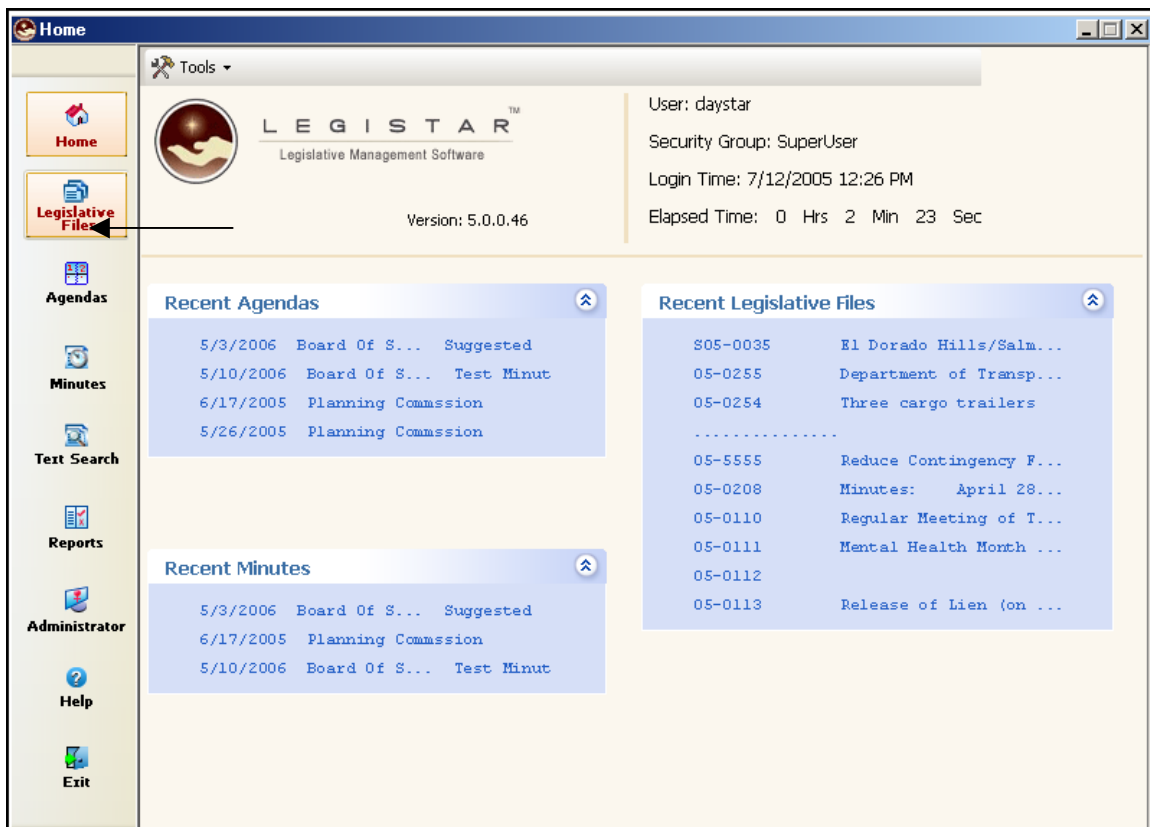 Home
Tools
Home
Legislative
Files
Agendas
Minutes
Text Search
Reports
Administrator
Help
Exit
LEGISTAR™
Legislative Management Software
Version: 5.0.0.46
User: daystar
Security Group: SuperUser
Login Time: 7/12/2005 12:26 PM
Elapsed Time: 0 Hrs 2 Min 23 Sec
Recent Agendas
5/3/2006 Board Of S... Suggested
5/10/2006 Board Of S... Test Minut
6/17/2005 Planning Commssion
5/26/2005 Planning Commssion
Recent Minutes
5/3/2006 Board Of S... Suggested
6/17/2005 Planning Commssion
5/10/2006 Board Of S... Test Minut
Recent Legislative Files
S05-0035 El Dorado Hills/Salm...
05-0255 Department of Transp...
05-0254 Three cargo trailers
...............
05-5555 Reduce Contingency F...
05-0208 Minutes: April 28...
05-0110 Regular Meeting of T...
05-0111 Mental Health Month ...
05-0112
05-0113 Release of Lien (on ...